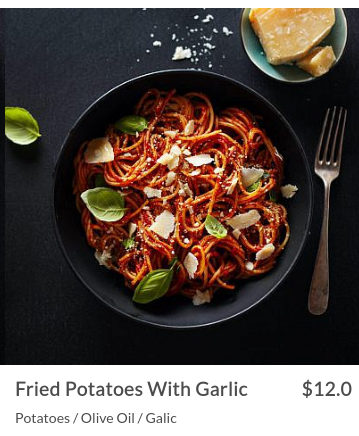 Fried Potatoes With Garlic $12.0
Potatoes / Olive Oil / Galic